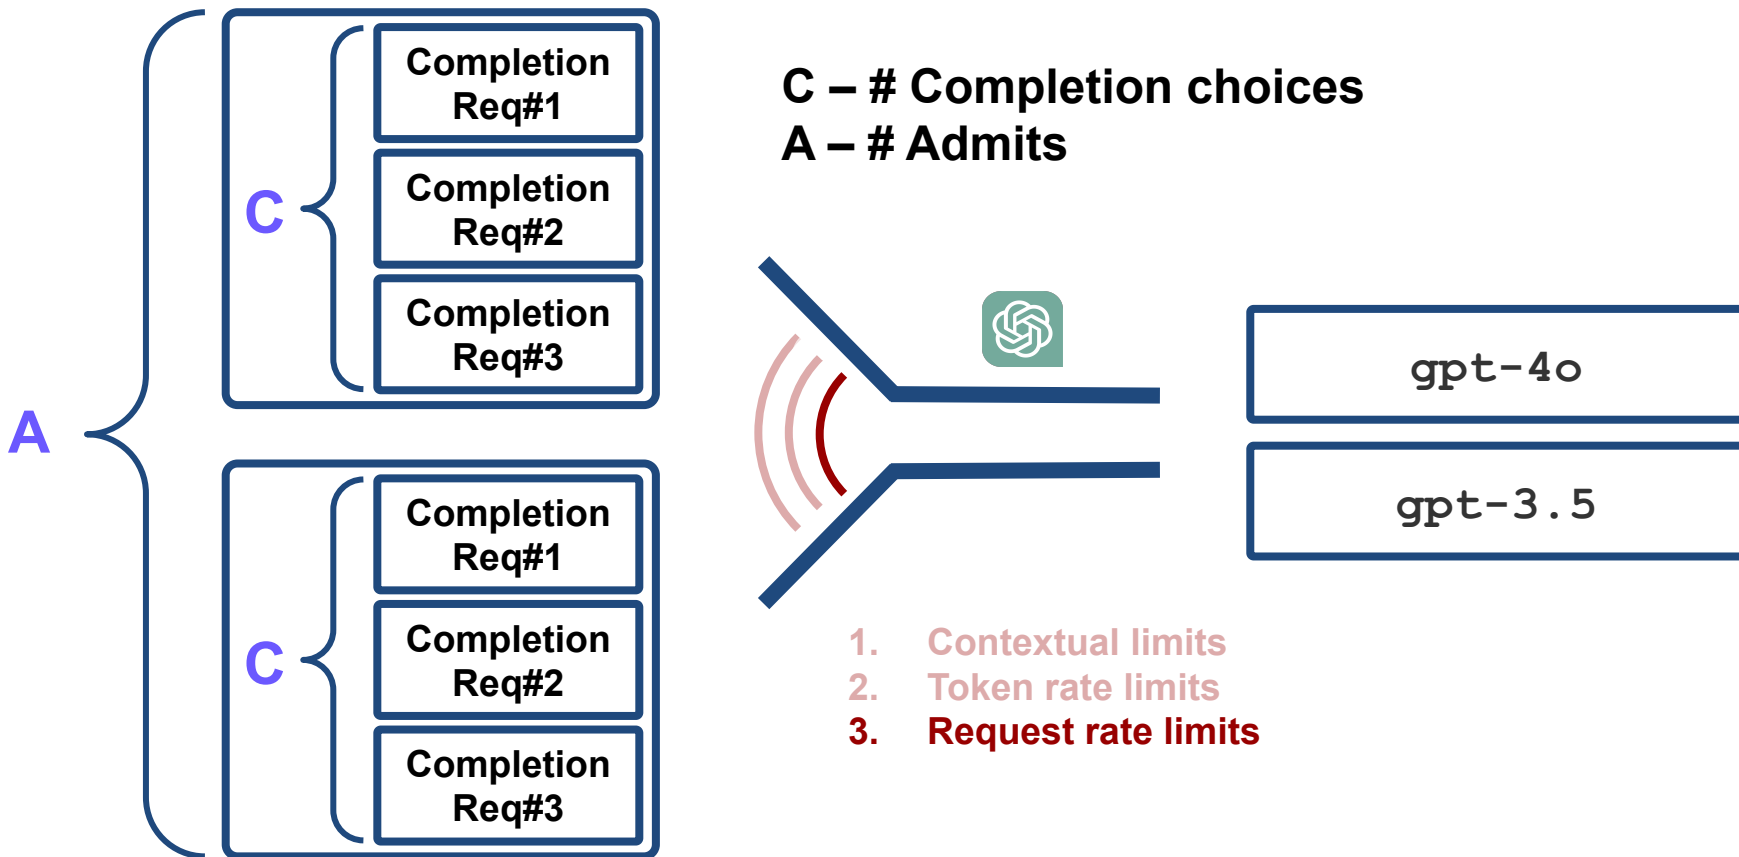 A
C
Completion
Req#1
Completion
Req#2
Completion
Req#3
C
Completion
Req#1
Completion
Req#2
Completion
Req#3
C – # Completion choices
A – # Admits
1. Contextual limits
2. Token rate limits
3. Request rate limits
gpt-4o
gpt-3.5